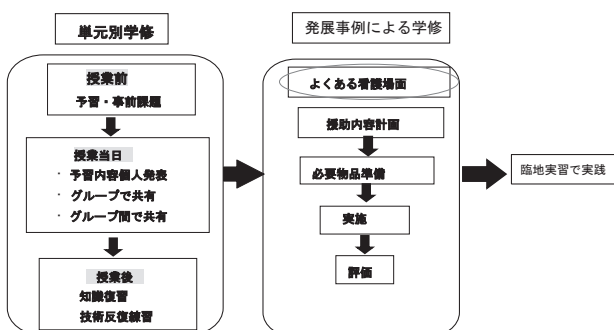 単元別学修
授業前
予習・事前課題
授業当日
・ 予習内容個人発表
・ グループで共有
・ グループ間で共有
授業後
知識復習
技術反復練習
発展事例による学修
よくある看護場面
援助内容計画
必要物品準備
実施
評価
臨地実習で実践